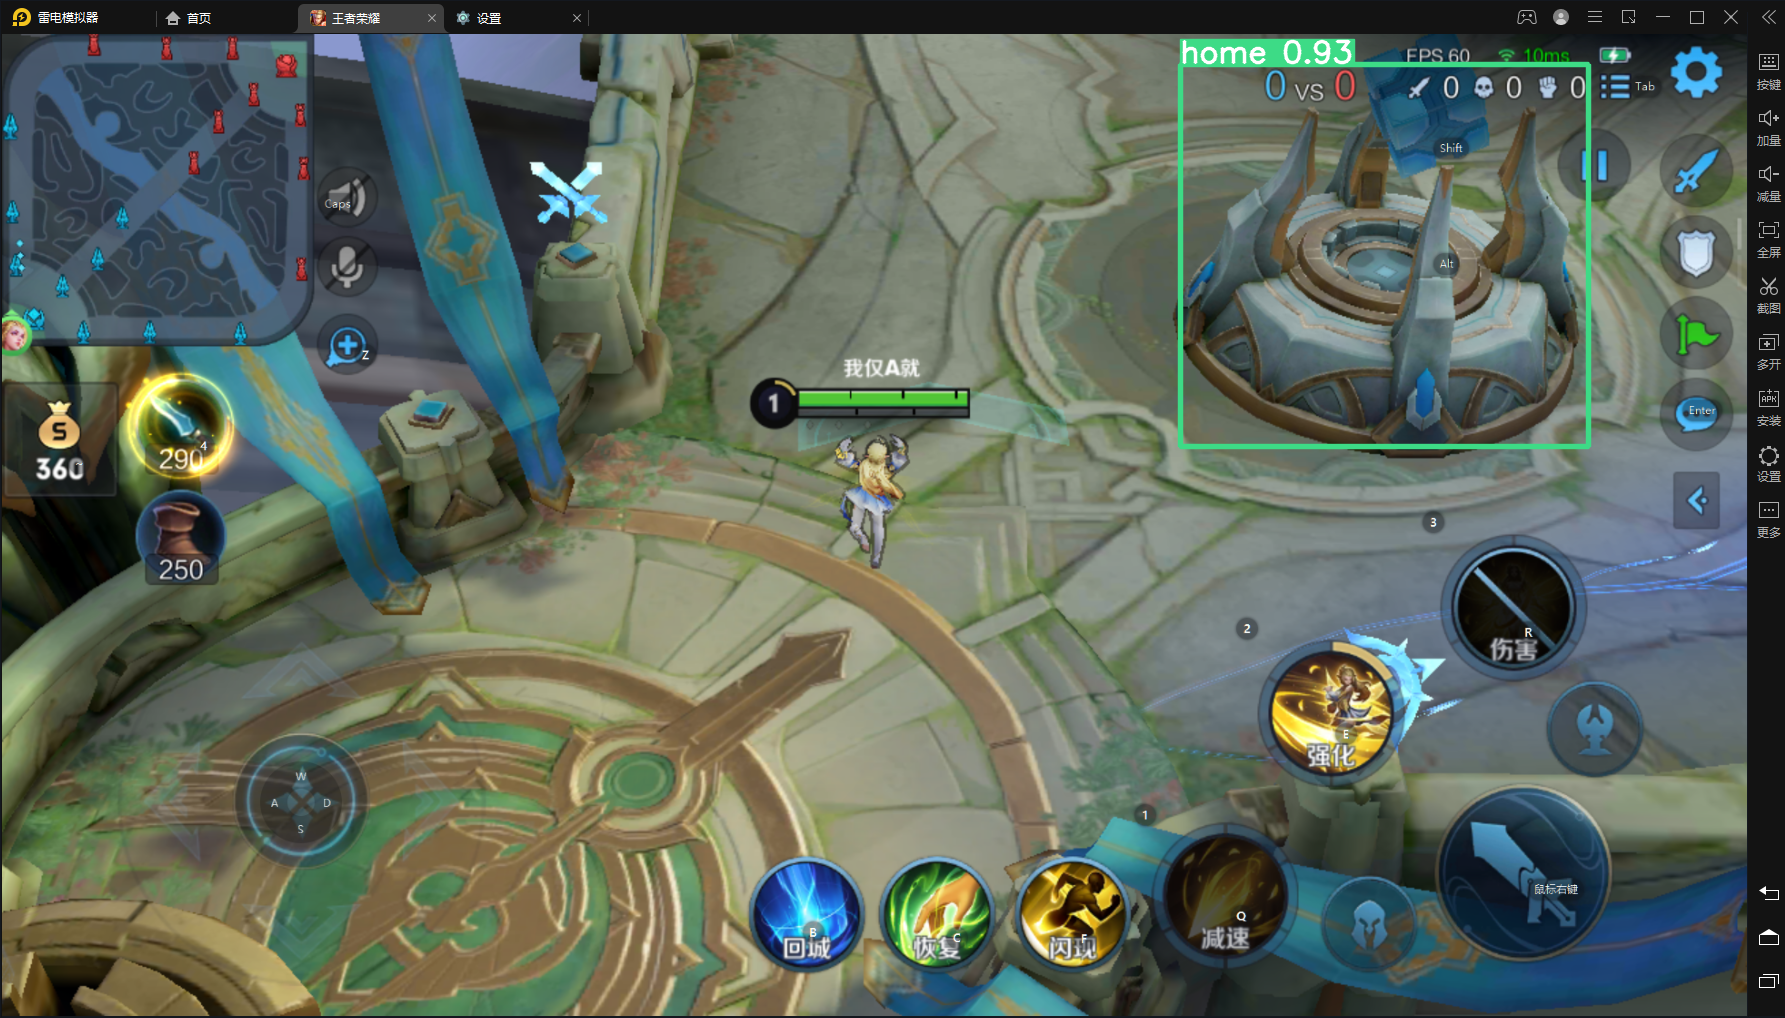 雷电模拟器
首页
王者荣耀
设置
home 0.93
FPS 60
10ms
0 VS 0
0
0
0
Tab
Shift
Alt
Caps
Z
Enter
我仅A就
1
S
360
290
4
250
3
2
1
R
伤害
E
强化
Q
减速
鼠标右键
W
A
D
S
B
回城
C
恢复
F
闪现
按键
加量
减量
全屏
截图
多开
APK
安装
设置
更多